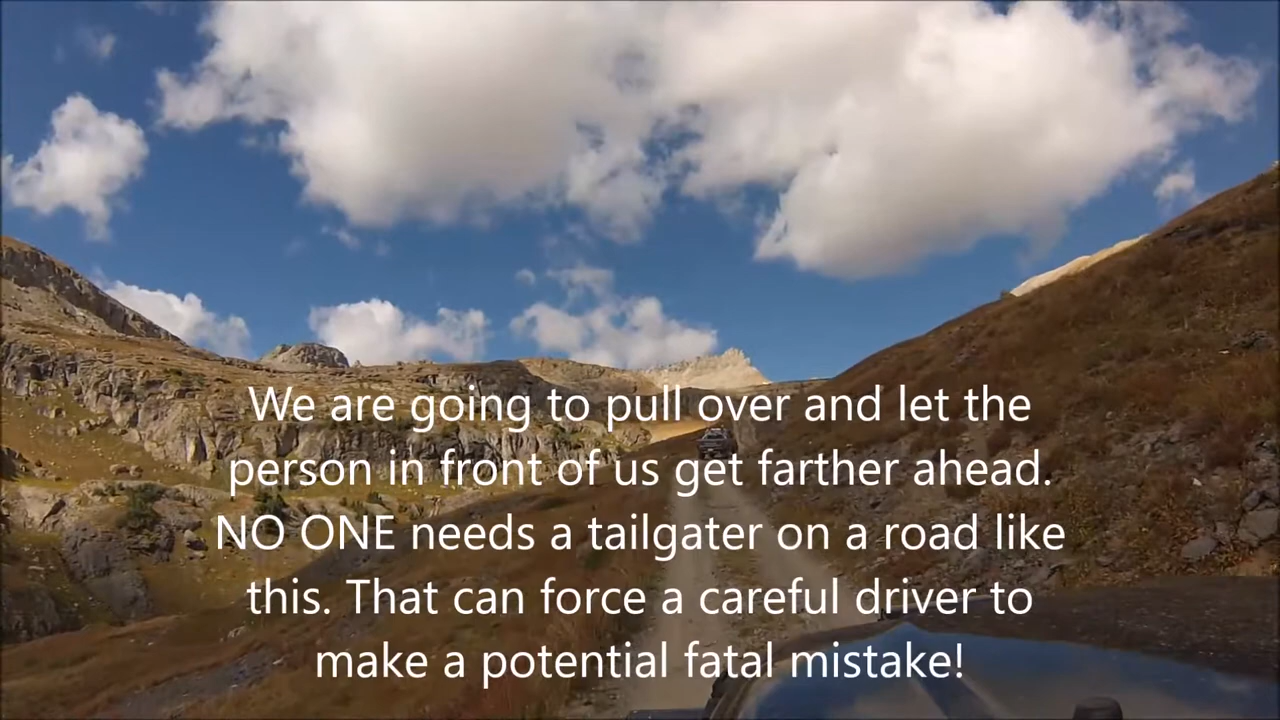 We are going to pull over and let the
person in front of us get farther ahead.
NO ONE needs a tailgater on a road like
this. That can force a careful driver to
make a potential fatal mistake!